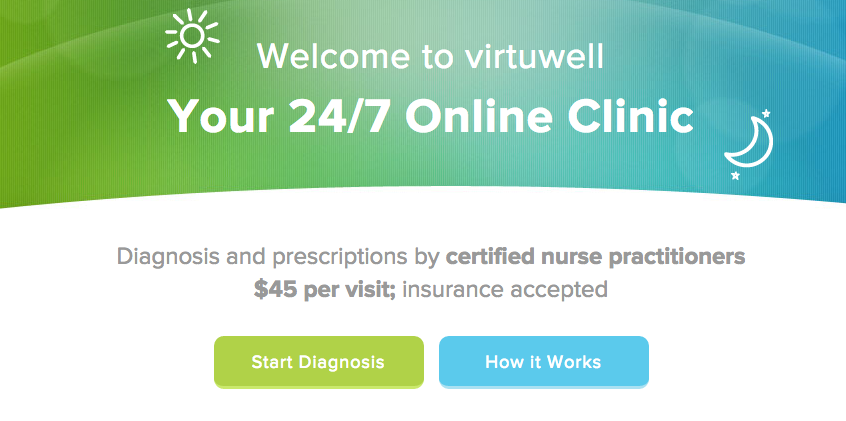 Welcome to virtuwell
Your 24/7 Online Clinic
Diagnosis and prescriptions by certified nurse practitioners
$45 per visit; insurance accepted
Start Diagnosis
How it Works